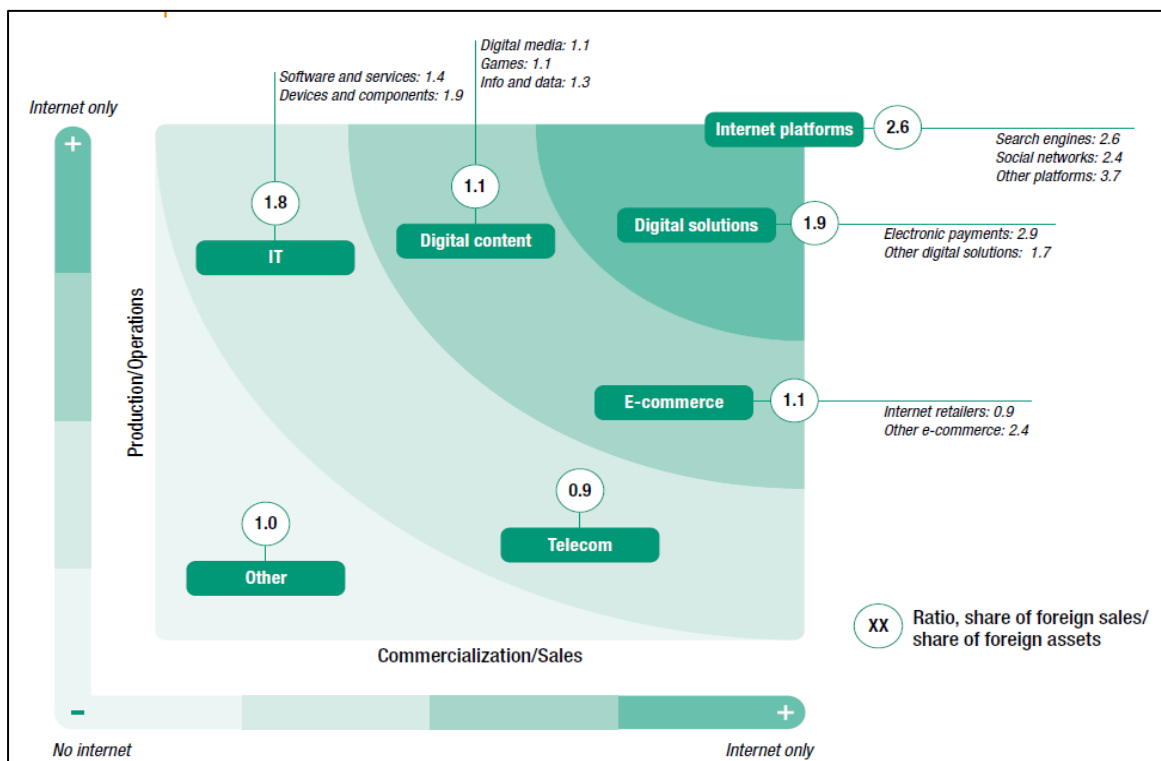 Digital media: 1.1
Games: 1.1
Info and data: 1.3
Software and services: 1.4
Devices and components: 1.9
Internet only
+
Internet platforms
2.6
Search engines: 2.6
Social networks: 2.4
Other platforms: 3.7
1.8
IT
1.1
Digital content
Digital solutions
1.9
Electronic payments: 2.9
Other digital solutions: 1.7
Production/Operations
E-commerce
1.1
Internet retailers: 0.9
Other e-commerce: 2.4
1.0
Other
0.9
Telecom
XX
Ratio, share of foreign sales/
share of foreign assets
Commercialization/Sales
-
+
No internet
Internet only